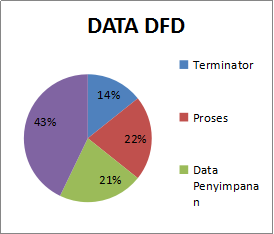 DATA DFD
14%
22%
21%
43%
Terminator
Proses
Data
Penyimpana
n